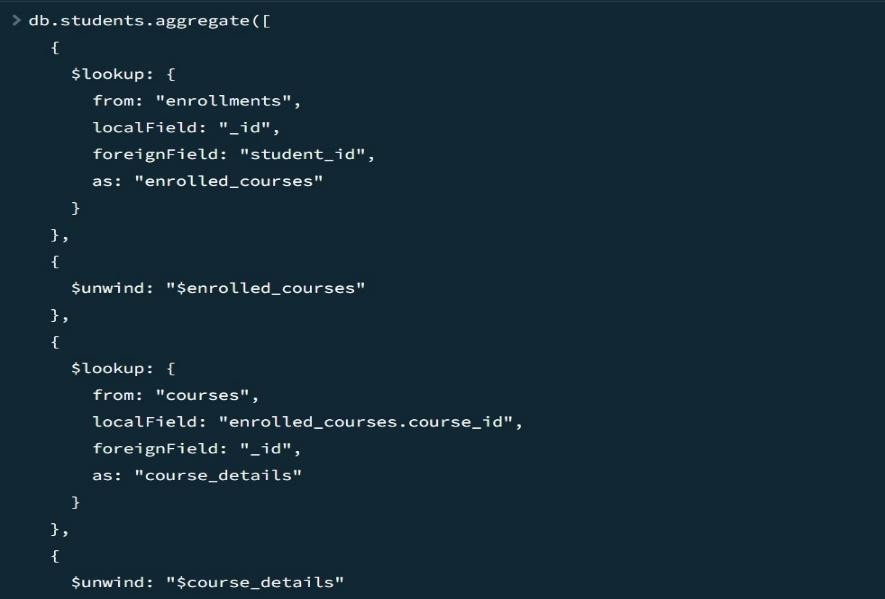 > db.students.aggregate([
{
$lookup: {
from: "enrollments",
localField: "_id",
foreignField: "student_id",
as: "enrolled_courses"
}
},
{
$unwind: "$enrolled_courses"
},
{
$lookup: {
from: "courses",
localField: "enrolled_courses.course_id",
foreignField: "_id",
as: "course_details"
}
},
{
$unwind: "$course_details"